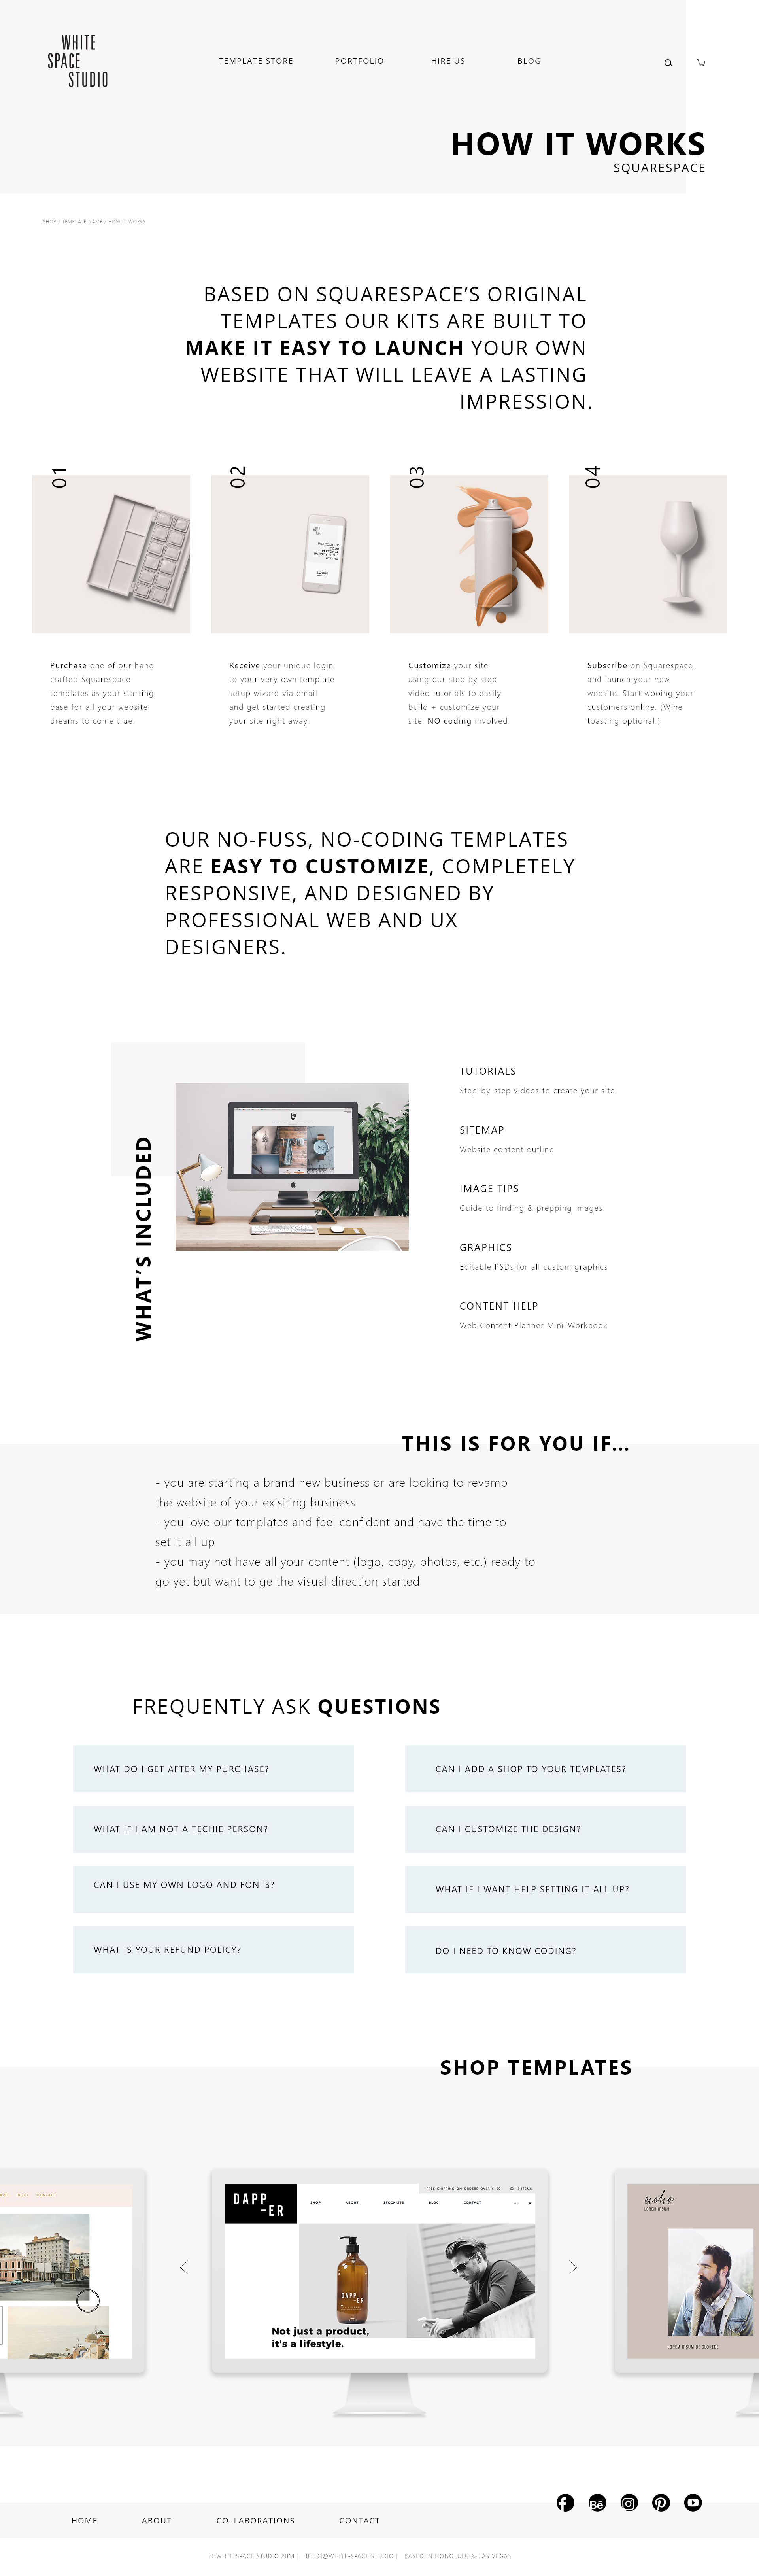 WHITE
SPACE
STUDIO
TEMPLATE STORE
PORTFOLIO
HIRE US
BLOG
HOW IT WORKS
SQUARESPACE
SHOP / TEMPLATE NAME / HOW IT WORKS
BASED ON SQUARESPACE'S ORIGINAL
TEMPLATES OUR KITS ARE BUILT TO
MAKE IT EASY TO LAUNCH YOUR OWN
WEBSITE THAT WILL LEAVE A LASTING
IMPRESSION.
01
Purchase one of our hand
crafted Squarespace
templates as your starting
base for all your website
dreams to come true.
02
LOGIN
Receive your unique login
to your very own template
setup wizard via email
and get started creating
your site right away.
03
Customize your site
using our step by step
video tutorials to easily
build + customize your
site. NO coding involved.
04
Subscribe on Squarespace
and launch your new
website. Start wooing your
customers online. (Wine
toasting optional.)
OUR NO-FUSS, NO-CODING TEMPLATES
ARE EASY TO CUSTOMIZE, COMPLETELY
RESPONSIVE, AND DESIGNED BY
PROFESSIONAL WEB AND UX
DESIGNERS.
WHAT'S INCLUDED
TUTORIALS
Step-by-step videos to create your site
SITEMAP
Website content outline
IMAGE TIPS
Guide to finding & prepping images
GRAPHICS
Editable PSDs for all custom graphics
CONTENT HELP
Web Content Planner Mini-Workbook
THIS IS FOR YOU IF...
- you are starting a brand new business or are looking to revamp
the website of your exisiting business
- you love our templates and feel confident and have the time to
set it all up
- you may not have all your content (logo, copy, photos, etc.) ready to
go yet but want to ge the visual direction started
FREQUENTLY ASK QUESTIONS
WHAT DO I GET AFTER MY PURCHASE?
CAN I ADD A SHOP TO YOUR TEMPLATES?
WHAT IF I AM NOT A TECHIE PERSON?
CAN I CUSTOMIZE THE DESIGN?
CAN I USE MY OWN LOGO AND FONTS?
WHAT IF I WANT HELP SETTING IT ALL UP?
WHAT IS YOUR REFUND POLICY?
DO I NEED TO KNOW CODING?
SHOP TEMPLATES
BLOG CONTACT
DAPP
-ER
FREE SHIPPING ON ORDERS OVER $100
0 ITEMS
SHOP
ABOUT
STOCKISTS
BLOG
CONTACT
DAPP
-ER
Not just a product,
it's a lifestyle.
LOREM IPSUM
LOREM IPSUM DE CLOREDE
HOME
ABOUT
COLLABORATIONS
CONTACT
Bē
© WHTE SPACE STUDIO 2018 | HELLO@WHITE-SPACE.STUDIO | BASED IN HONOLULU & LAS VEGAS